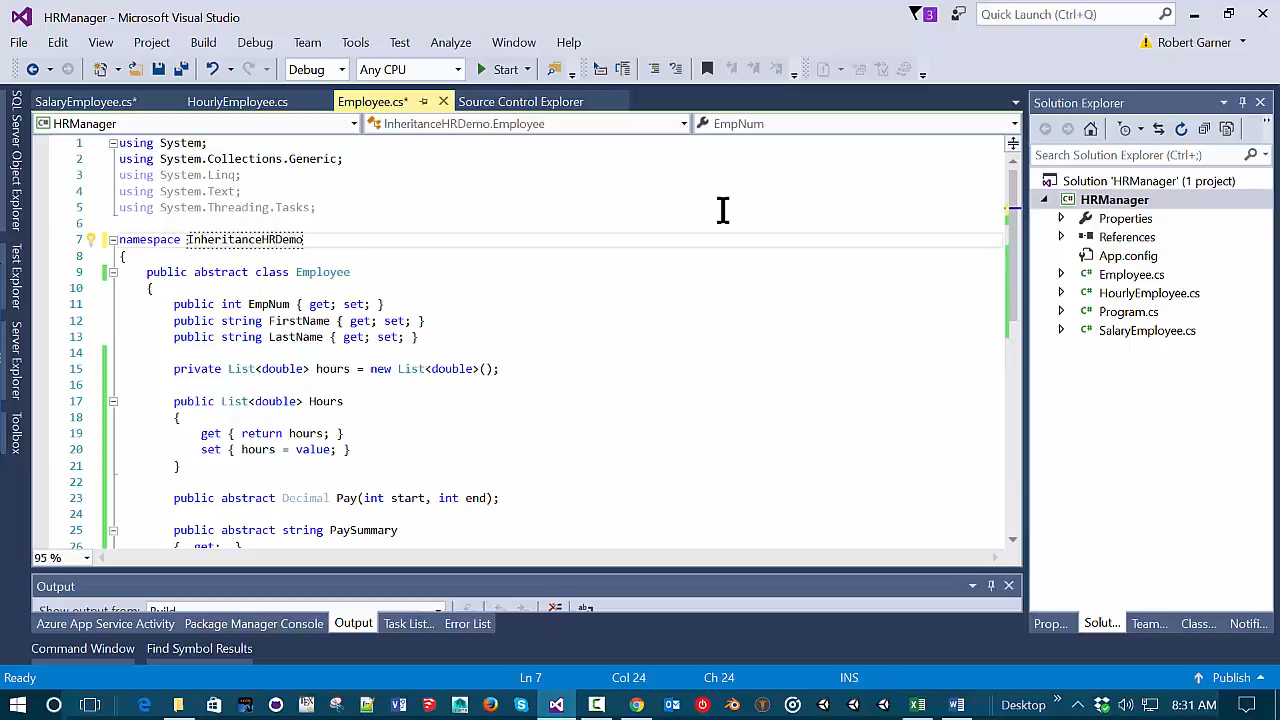 HRManager - Microsoft Visual Studio
3
Quick Launch (Ctrl+Q)
File Edit View Project Build Debug Team Tools Test Analyze Window Help
Robert Garner
Debug Any CPU Start
SalaryEmployee.cs* HourlyEmployee.cs Employee.cs* Source Control Explorer
HRManager InheritanceHRDemo.Employee EmpNum
1 using System;
2 using System.Collections.Generic;
3 using System.Linq;
4 using System.Text;
5 using System.Threading.Tasks;
6
7 namespace InheritanceHRDemo
8 {
9 public abstract class Employee
10 {
11 public int EmpNum { get; set; }
12 public string FirstName { get; set; }
13 public string LastName { get; set; }
14
15 private List<double> hours = new List<double>();
16
17 public List<double> Hours
18 {
19 get { return hours; }
20 set { hours = value; }
21 }
22
23 public abstract Decimal Pay(int start, int end);
24
25 public abstract string PaySummary
26 { get; }
95 %
SQL Server Object Explorer
Test Explorer
Server Explorer
Toolbox
Solution Explorer
Search Solution Explorer (Ctrl+;)
Solution 'HRManager' (1 project)
HRManager
Properties
References
App.config
Employee.cs
HourlyEmployee.cs
Program.cs
SalaryEmployee.cs
Prop... Solut... Team... Class... Notifi...
Output
Show output from: Build
Azure App Service Activity Package Manager Console Output Task List... Error List
Command Window Find Symbol Results
Ready Ln 7 Col 24 Ch 24 INS Publish
Desktop 8:31 AM